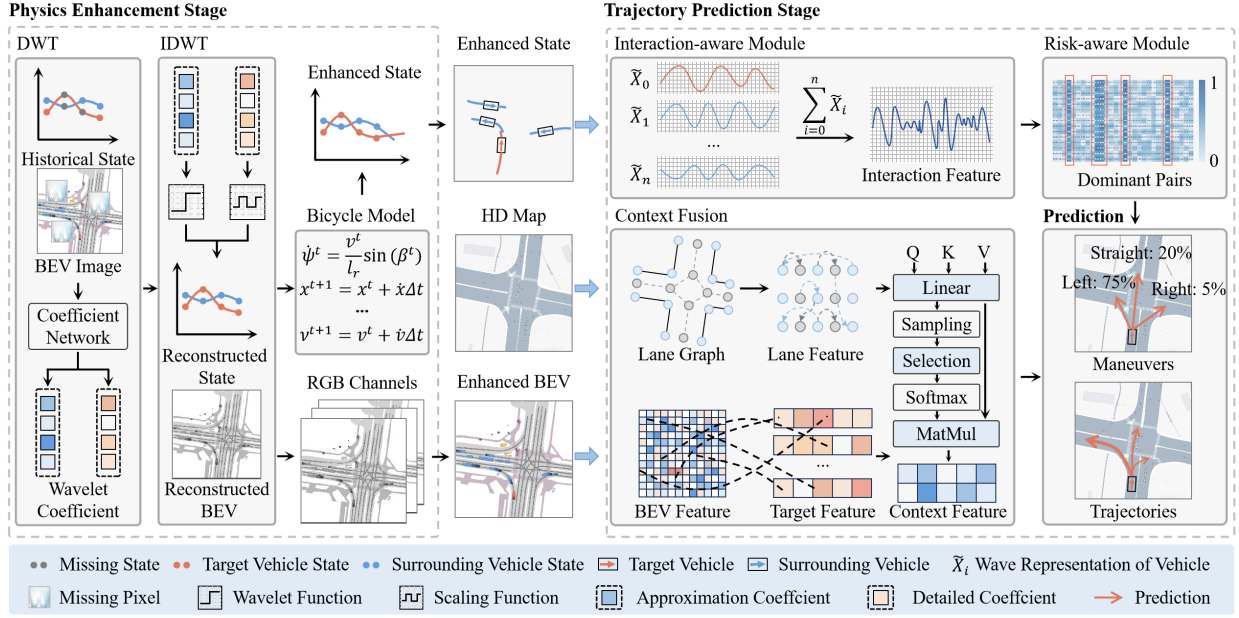 Physics Enhancement Stage
DWT
Historical State
BEV Image
Coefficient
Network
Wavelet
Coefficient
IDWT
Reconstructed
State
Reconstructed
BEV
Enhanced State
Bicycle Model
ψ̇ᵗ = vᵗ/lᵣ sin (βᵗ)
xᵗ⁺¹ = xᵗ + ẋΔt
...
vᵗ⁺¹ = vᵗ + v̇Δt
RGB Channels
Enhanced State
HD Map
Enhanced BEV
Trajectory Prediction Stage
Interaction-aware Module
X̃₀
X̃₁
...
X̃ₙ
n
∑ X̃ᵢ
i=0
Interaction Feature
Risk-aware Module
1
0
Dominant Pairs
Context Fusion
Lane Graph
Lane Feature
Q K V
Linear
Sampling
Selection
Softmax
MatMul
BEV Feature
...
Target Feature
Context Feature
Prediction
Straight: 20%
Left: 75%
Right: 5%
Maneuvers
Trajectories
Missing State
Target Vehicle State
Surrounding Vehicle State
Target Vehicle
Surrounding Vehicle
X̃ᵢ Wave Representation of Vehicle
Missing Pixel
Wavelet Function
Scaling Function
Approximation Coeffcient
Detailed Coeffcient
Prediction